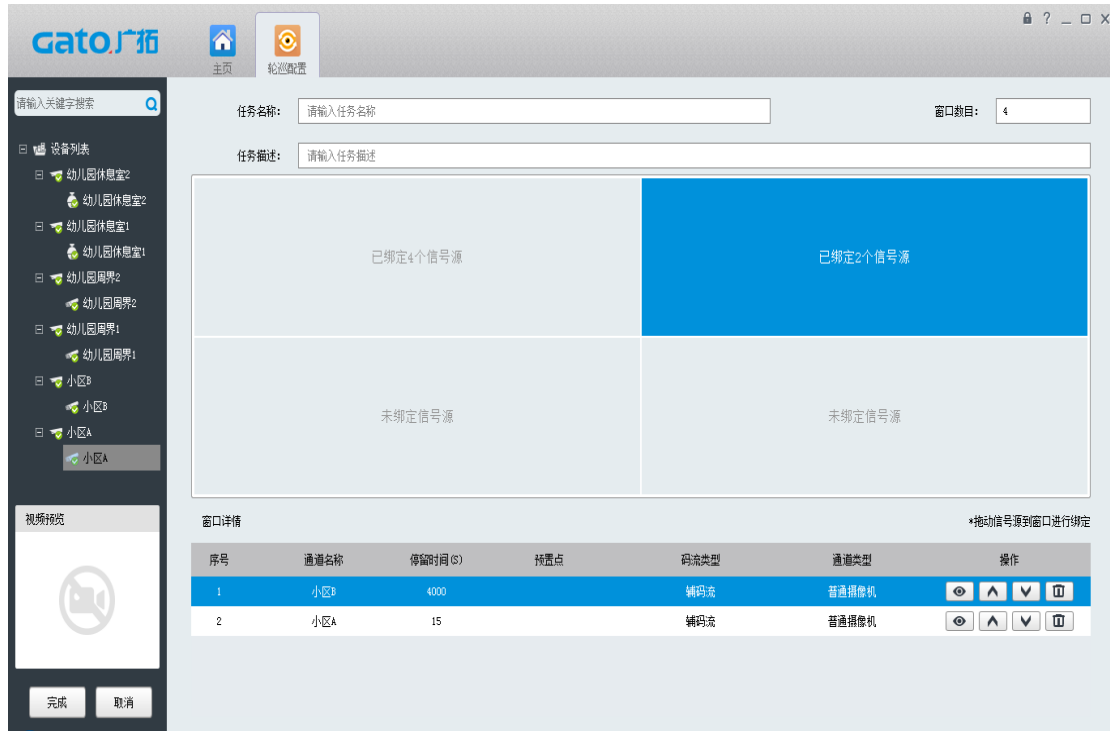 Gato广拓
主页
轮巡配置
?
请输入关键字搜索
设备列表
幼儿园休息室2
幼儿园休息室2
幼儿园休息室1
幼儿园休息室1
幼儿园周界2
幼儿园周界2
幼儿园周界1
幼儿园周界1
小区B
小区B
小区A
小区A
视频预览
完成 取消
任务名称: 请输入任务名称 窗口数目: 4
任务描述: 请输入任务描述
已绑定4个信号源 已绑定2个信号源
未绑定信号源 未绑定信号源
窗口详情 *拖动信号源到窗口进行绑定
序号 通道名称 停留时间(S) 预置点 码流类型 通道类型 操作
1 小区B 4000 辅码流 普通摄像机
2 小区A 15 辅码流 普通摄像机